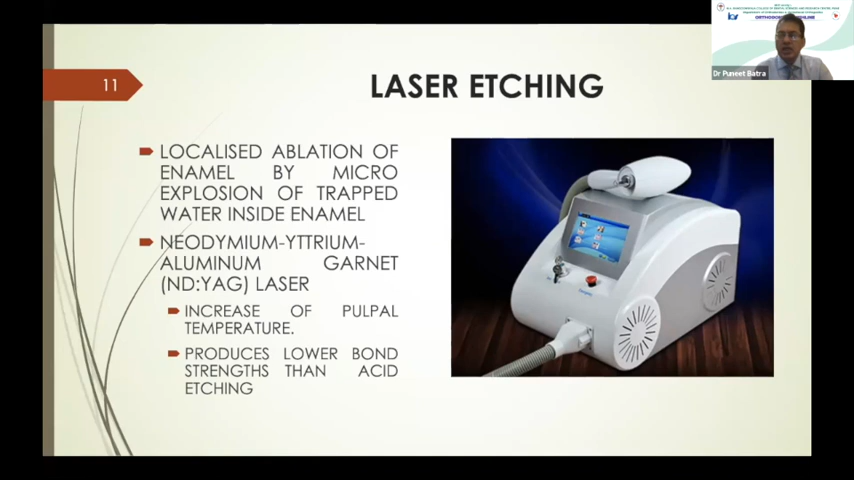 11
LASER ETCHING
LOCALISED ABLATION OF
ENAMEL BY MICRO
EXPLOSION OF TRAPPED
WATER INSIDE ENAMEL
NEODYMIUM-YTTRIUM-
ALUMINUM GARNET
(ND:YAG) LASER
INCREASE OF PULPAL
TEMPERATURE.
PRODUCES LOWER BOND
STRENGTHS THAN ACID
ETCHING
Dr Puneet Batra